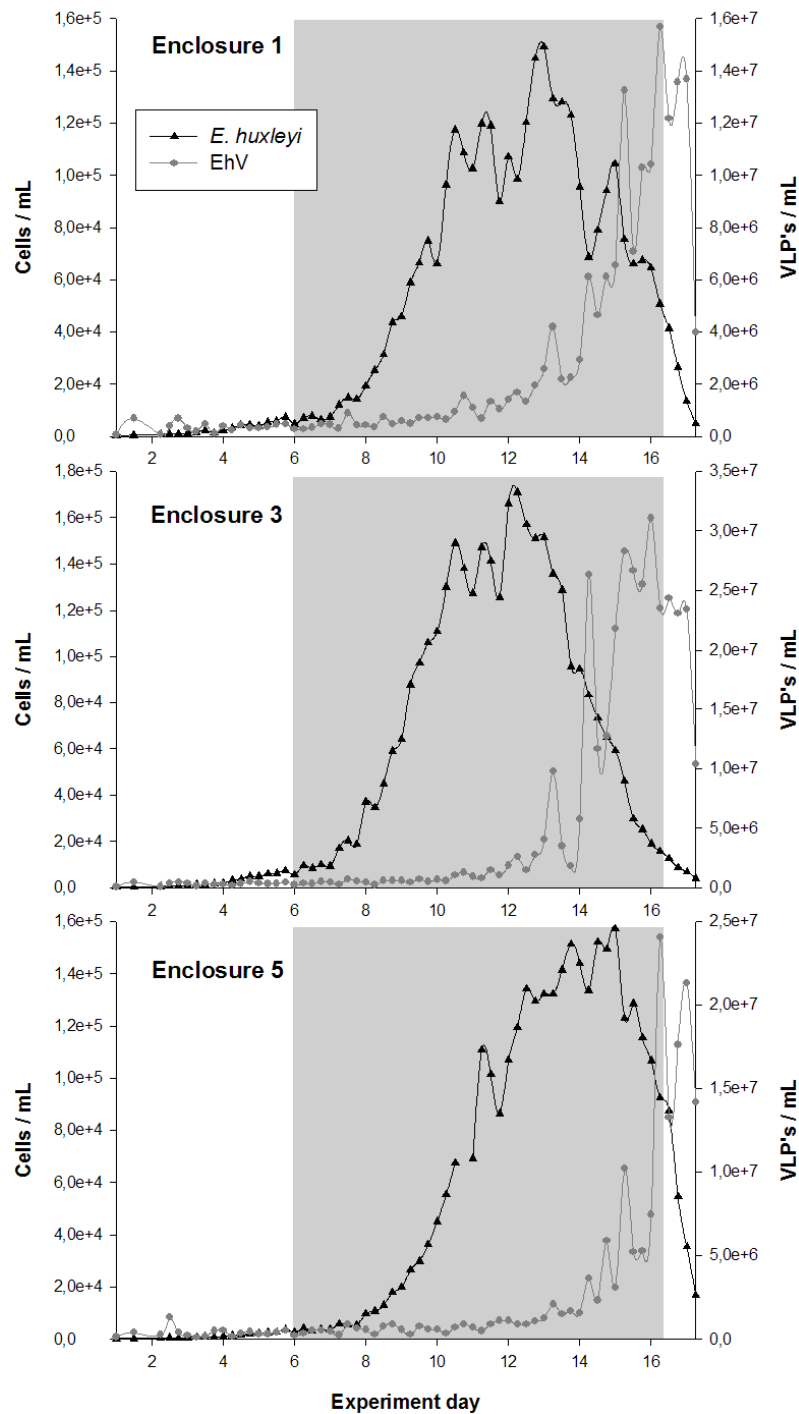 Enclosure 1
E. huxleyi
EhV
Cells / mL
VLP's / mL
1,6e+5
1,4e+5
1,2e+5
1,0e+5
8,0e+4
6,0e+4
4,0e+4
2,0e+4
0,0
1,6e+7
1,4e+7
1,2e+7
1,0e+7
8,0e+6
6,0e+6
4,0e+6
2,0e+6
0,0
2 4 6 8 10 12 14 16
Enclosure 3
Cells / mL
VLP's / mL
1,8e+5
1,6e+5
1,4e+5
1,2e+5
1,0e+5
8,0e+4
6,0e+4
4,0e+4
2,0e+4
0,0
3,5e+7
3,0e+7
2,5e+7
2,0e+7
1,5e+7
1,0e+7
5,0e+6
0,0
2 4 6 8 10 12 14 16
Enclosure 5
Cells / mL
VLP's / mL
1,6e+5
1,4e+5
1,2e+5
1,0e+5
8,0e+4
6,0e+4
4,0e+4
2,0e+4
0,0
2,5e+7
2,0e+7
1,5e+7
1,0e+7
5,0e+6
0,0
2 4 6 8 10 12 14 16
Experiment day